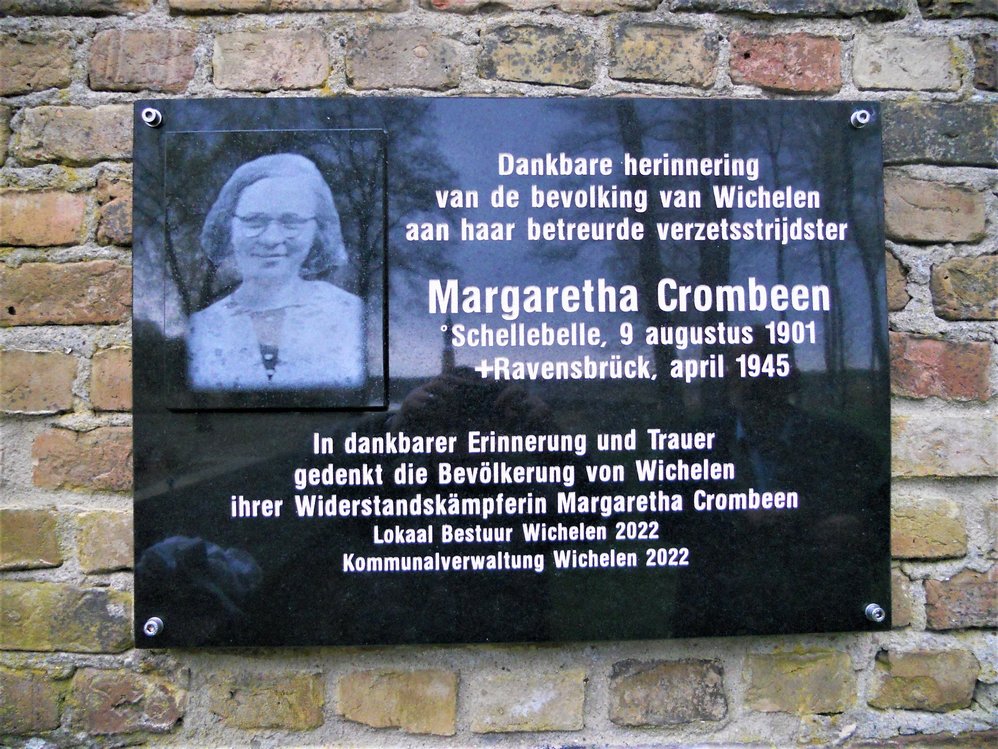 Dankbare herinnering
van de bevolking van Wichelen
aan haar betreurde verzetsstrijdster
Margaretha Crombeen
°Schellebelle, 9 augustus 1901
+Ravensbrück, april 1945
In dankbarer Erinnerung und Trauer
gedenkt die Bevölkerung von Wichelen
ihrer Widerstandskämpferin Margaretha Crombeen
Lokaal Bestuur Wichelen 2022
Kommunalverwaltung Wichelen 2022